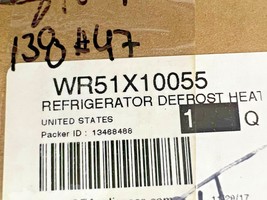 138 #47
WR51X10055
REFRIGERATOR DEFROST HEAT
UNITED STATES
1 Q
Packer ID : 13468488